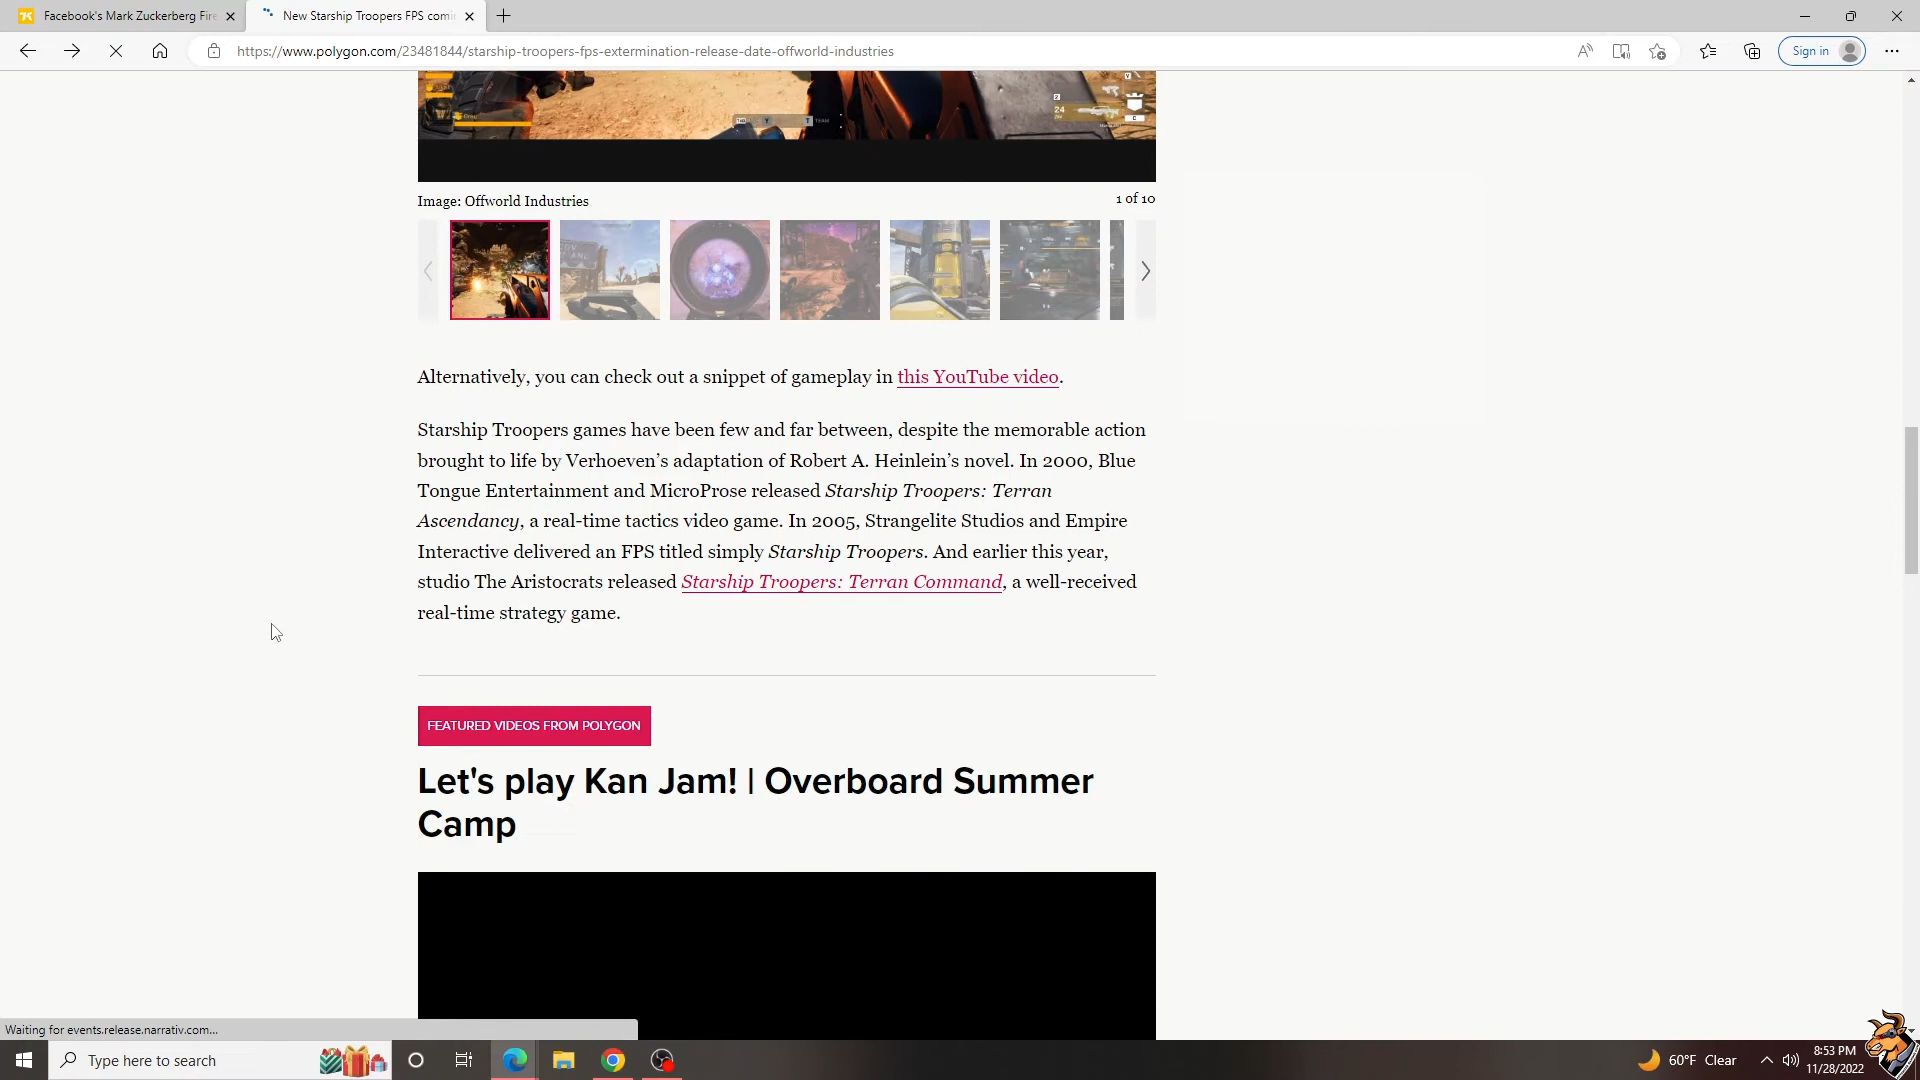 Facebook's Mark Zuckerberg Fire
New Starship Troopers FPS comi
https://www.polygon.com/23481844/starship-troopers-fps-extermination-release-date-offworld-industries
Sign in
24
TEAM
Image: Offworld Industries
1 of 10
Alternatively, you can check out a snippet of gameplay in this YouTube video.
Starship Troopers games have been few and far between, despite the memorable action
brought to life by Verhoeven’s adaptation of Robert A. Heinlein’s novel. In 2000, Blue
Tongue Entertainment and MicroProse released Starship Troopers: Terran
Ascendancy, a real-time tactics video game. In 2005, Strangelite Studios and Empire
Interactive delivered an FPS titled simply Starship Troopers. And earlier this year,
studio The Aristocrats released Starship Troopers: Terran Command, a well-received
real-time strategy game.
FEATURED VIDEOS FROM POLYGON
Let's play Kan Jam! | Overboard Summer
Camp
Waiting for events.release.narrativ.com...
Type here to search
60°F Clear
8:53 PM
11/28/2022